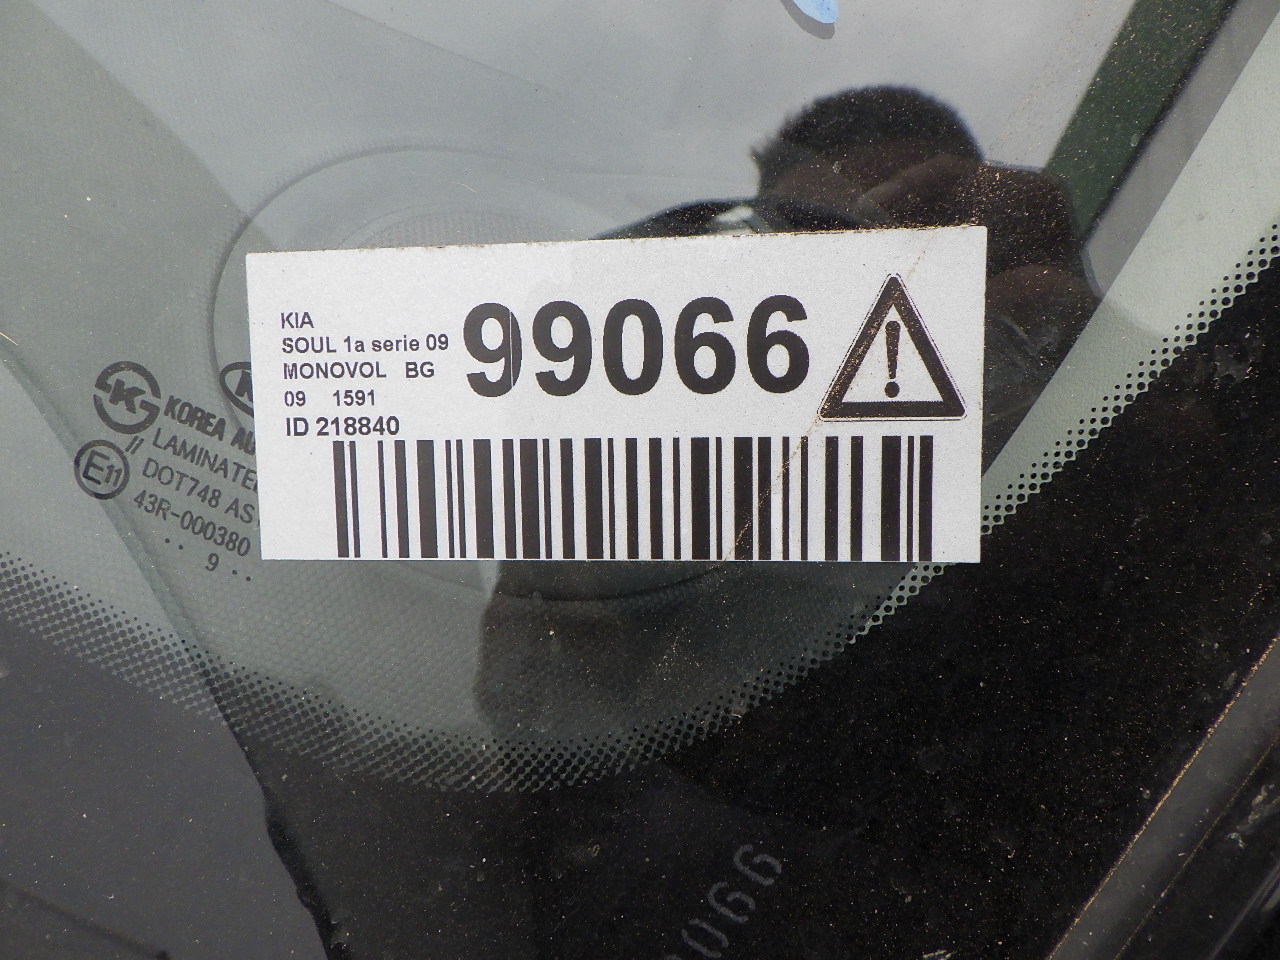 KIA
SOUL 1a serie 09
MONOVOL BG
09 1591
ID 218840
99066
KOREA
LAMINATE
// DOT748 AS
E11
43R-000380
.. 9 ..
066